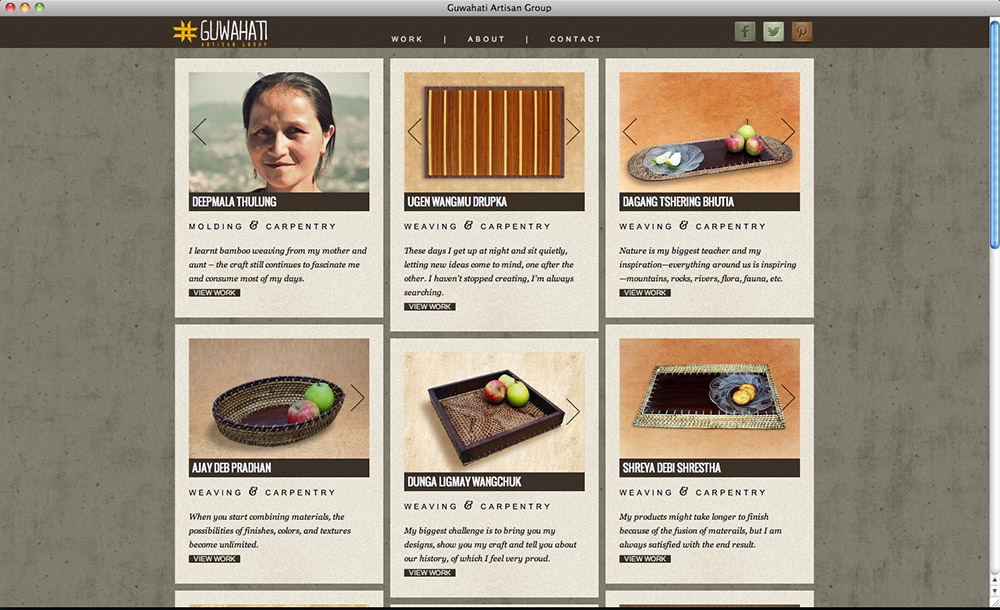 Guwahati Artisan Group
GUWAHATI
ARTISAN GROUP
WORK | ABOUT | CONTACT
DEEPMALA THULUNG
MOLDING & CARPENTRY
I learnt bamboo weaving from my mother and
aunt – the craft still continues to fascinate me
and consume most of my days.
VIEW WORK
UGEN WANGMU DRUPKA
WEAVING & CARPENTRY
These days I get up at night and sit quietly,
letting new ideas come to mind, one after the
other. I haven't stopped creating, I'm always
searching.
VIEW WORK
DAGANG TSHERING BHUTIA
WEAVING & CARPENTRY
Nature is my biggest teacher and my
inspiration—everything around us is inspiring
—mountains, rocks, rivers, flora, fauna, etc.
VIEW WORK
AJAY DEB PRADHAN
WEAVING & CARPENTRY
When you start combining materials, the
possibilities of finishes, colors, and textures
become unlimited.
VIEW WORK
DUNGA LIGMAY WANGCHUK
WEAVING & CARPENTRY
My biggest challenge is to bring you my
designs, show you my craft and tell you about
our history, of which I feel very proud.
VIEW WORK
SHREYA DEBI SHRESTHA
WEAVING & CARPENTRY
My products might take longer to finish
because of the fusion of materails, but I am
always satisfied with the end result.
VIEW WORK